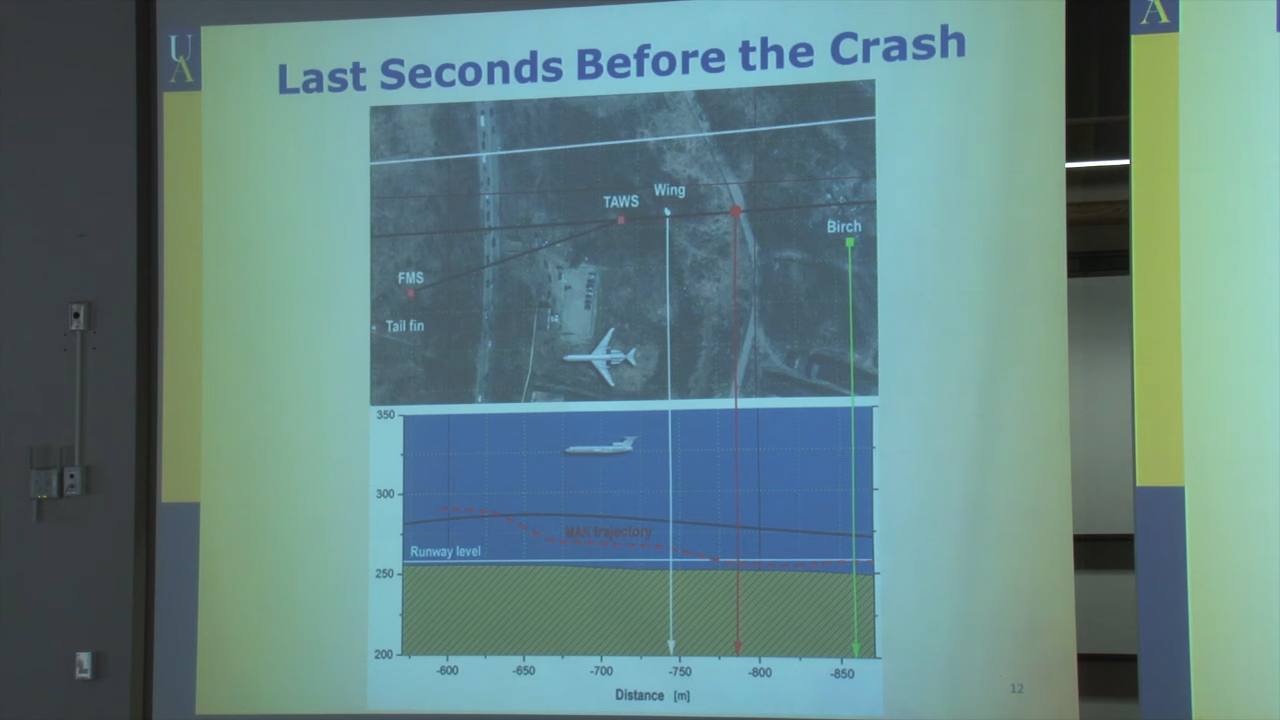 UA
A
Last Seconds Before the Crash
Wing
TAWS
Birch
FMS
Tail fin
350
300
MAK trajectory
Runway level
250
200
-600
-650
-700
-750
-800
-850
Distance [m]
12